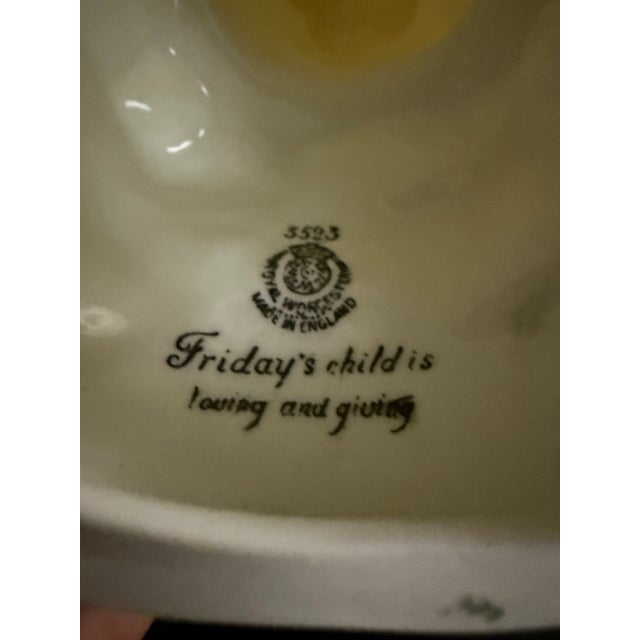 3523
ROYAL WORCESTER
MADE IN ENGLAND
Friday's child is
loving and giving